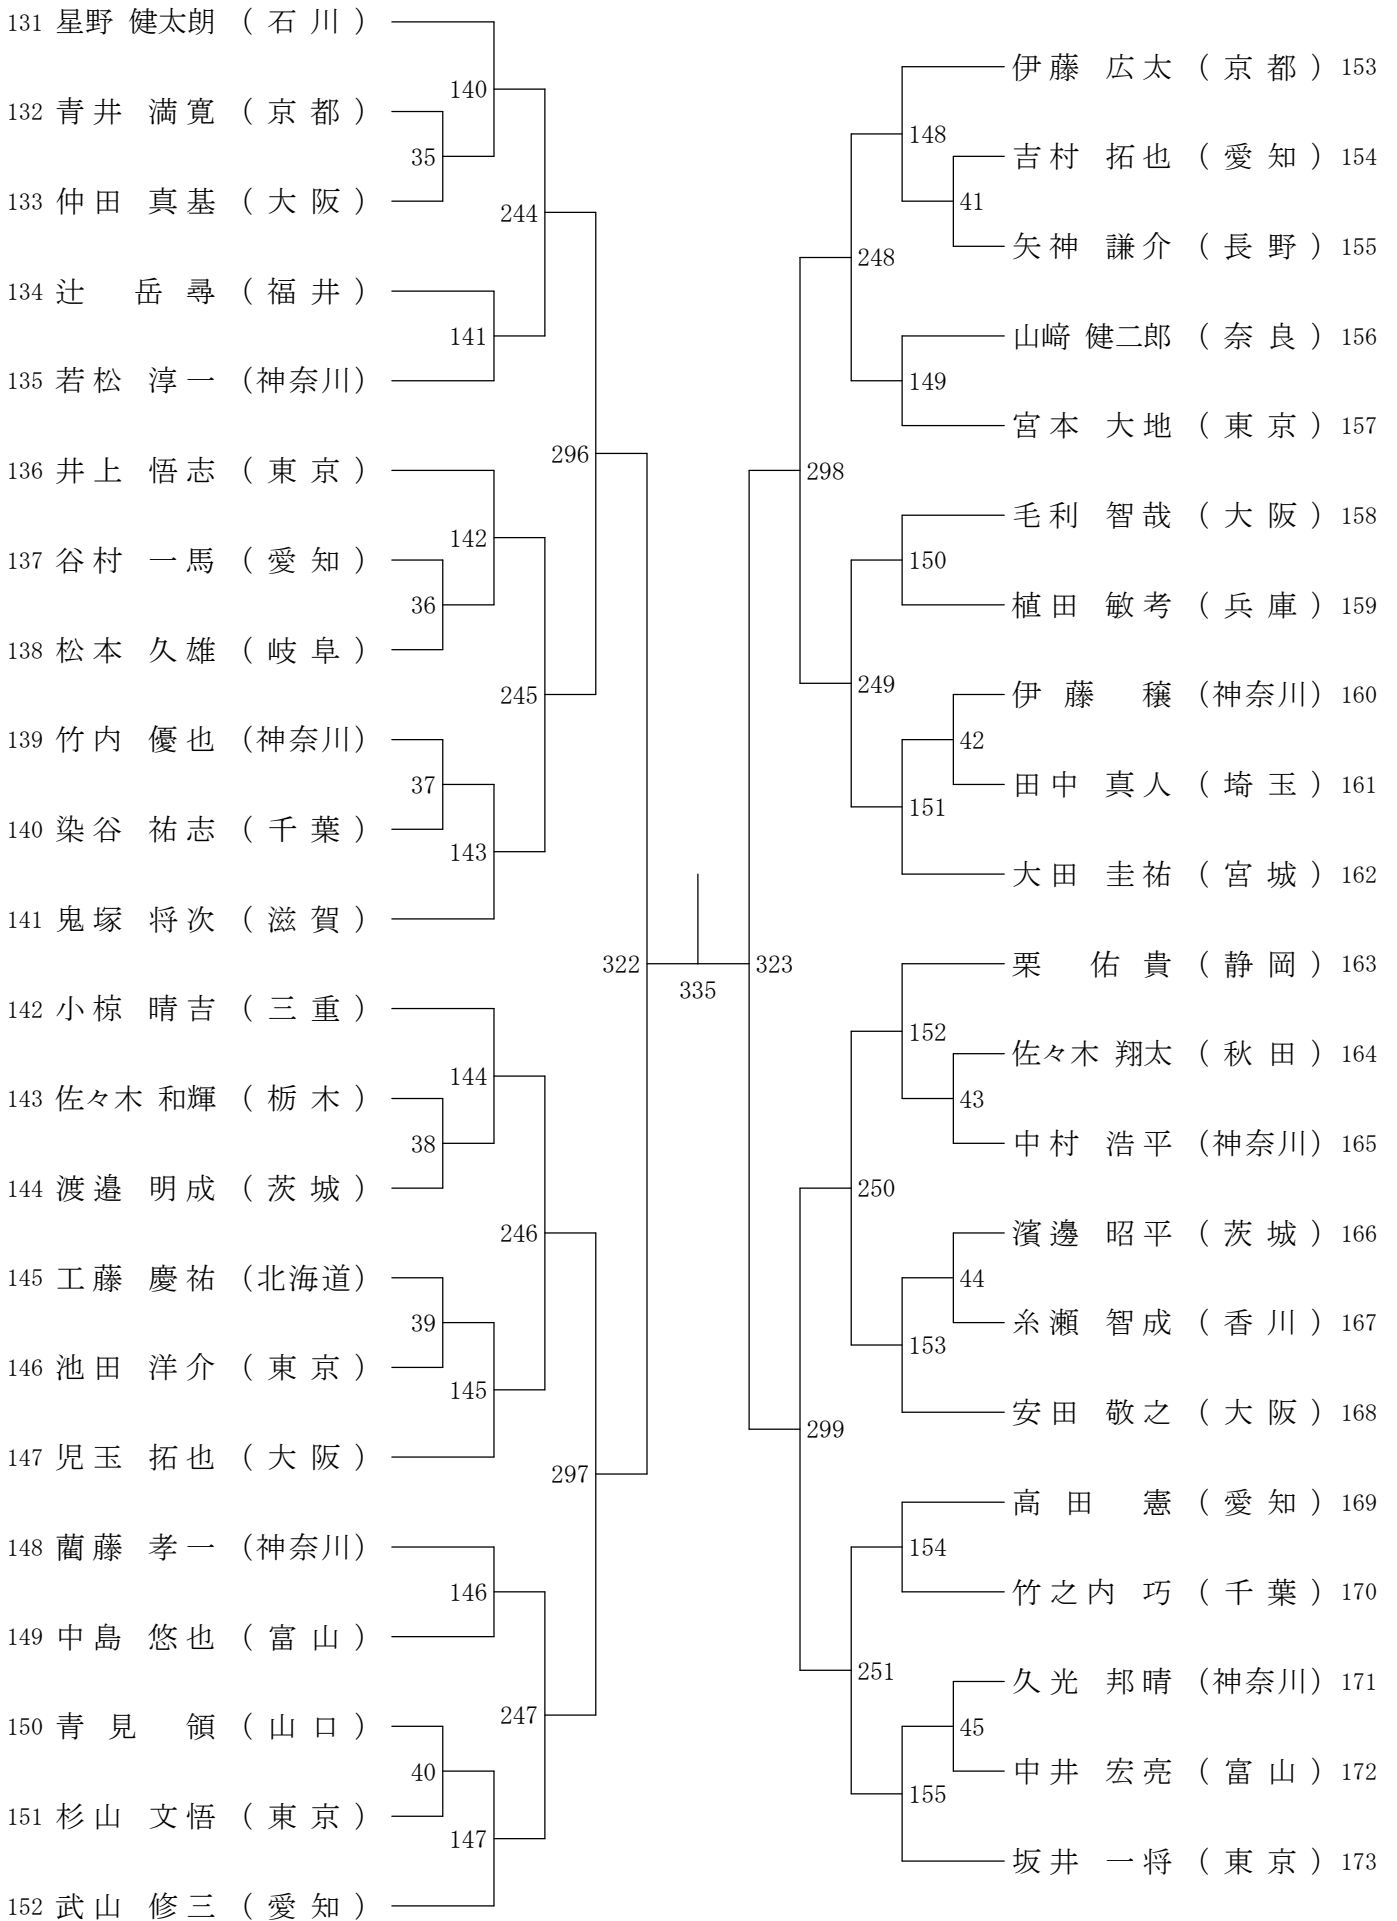 131 星野 健太朗 (石川)
140
132 青井 満寛 (京都)
35
133 仲田 真基 (大阪)
244
134 辻 岳尋 (福井)
141
135 若松 淳一 (神奈川)
296
136 井上 悟志 (東京)
142
137 谷村 一馬 (愛知)
36
138 松本 久雄 (岐阜)
245
139 竹内 優也 (神奈川)
37
140 染谷 祐志 (千葉)
143
141 鬼塚 将次 (滋賀)
322
142 小椋 晴吉 (三重)
144
143 佐々木 和輝 (栃木)
38
144 渡邉 明成 (茨城)
246
145 工藤 慶祐 (北海道)
39
146 池田 洋介 (東京)
145
147 児玉 拓也 (大阪)
297
148 藺藤 孝一 (神奈川)
146
149 中島 悠也 (富山)
247
150 青見 領 (山口)
40
151 杉山 文悟 (東京)
147
152 武山 修三 (愛知)
335
伊藤 広太 (京都) 153
148
吉村 拓也 (愛知) 154
41
矢神 謙介 (長野) 155
248
山﨑 健二郎 (奈良) 156
149
宮本 大地 (東京) 157
298
毛利 智哉 (大阪) 158
150
植田 敏考 (兵庫) 159
249
伊藤 穣 (神奈川) 160
42
田中 真人 (埼玉) 161
151
大田 圭祐 (宮城) 162
323
栗 佑貴 (静岡) 163
152
佐々木 翔太 (秋田) 164
43
中村 浩平 (神奈川) 165
250
濱邊 昭平 (茨城) 166
44
糸瀬 智成 (香川) 167
153
安田 敬之 (大阪) 168
299
高田 憲 (愛知) 169
154
竹之内 巧 (千葉) 170
251
久光 邦晴 (神奈川) 171
45
中井 宏亮 (富山) 172
155
坂井 一将 (東京) 173